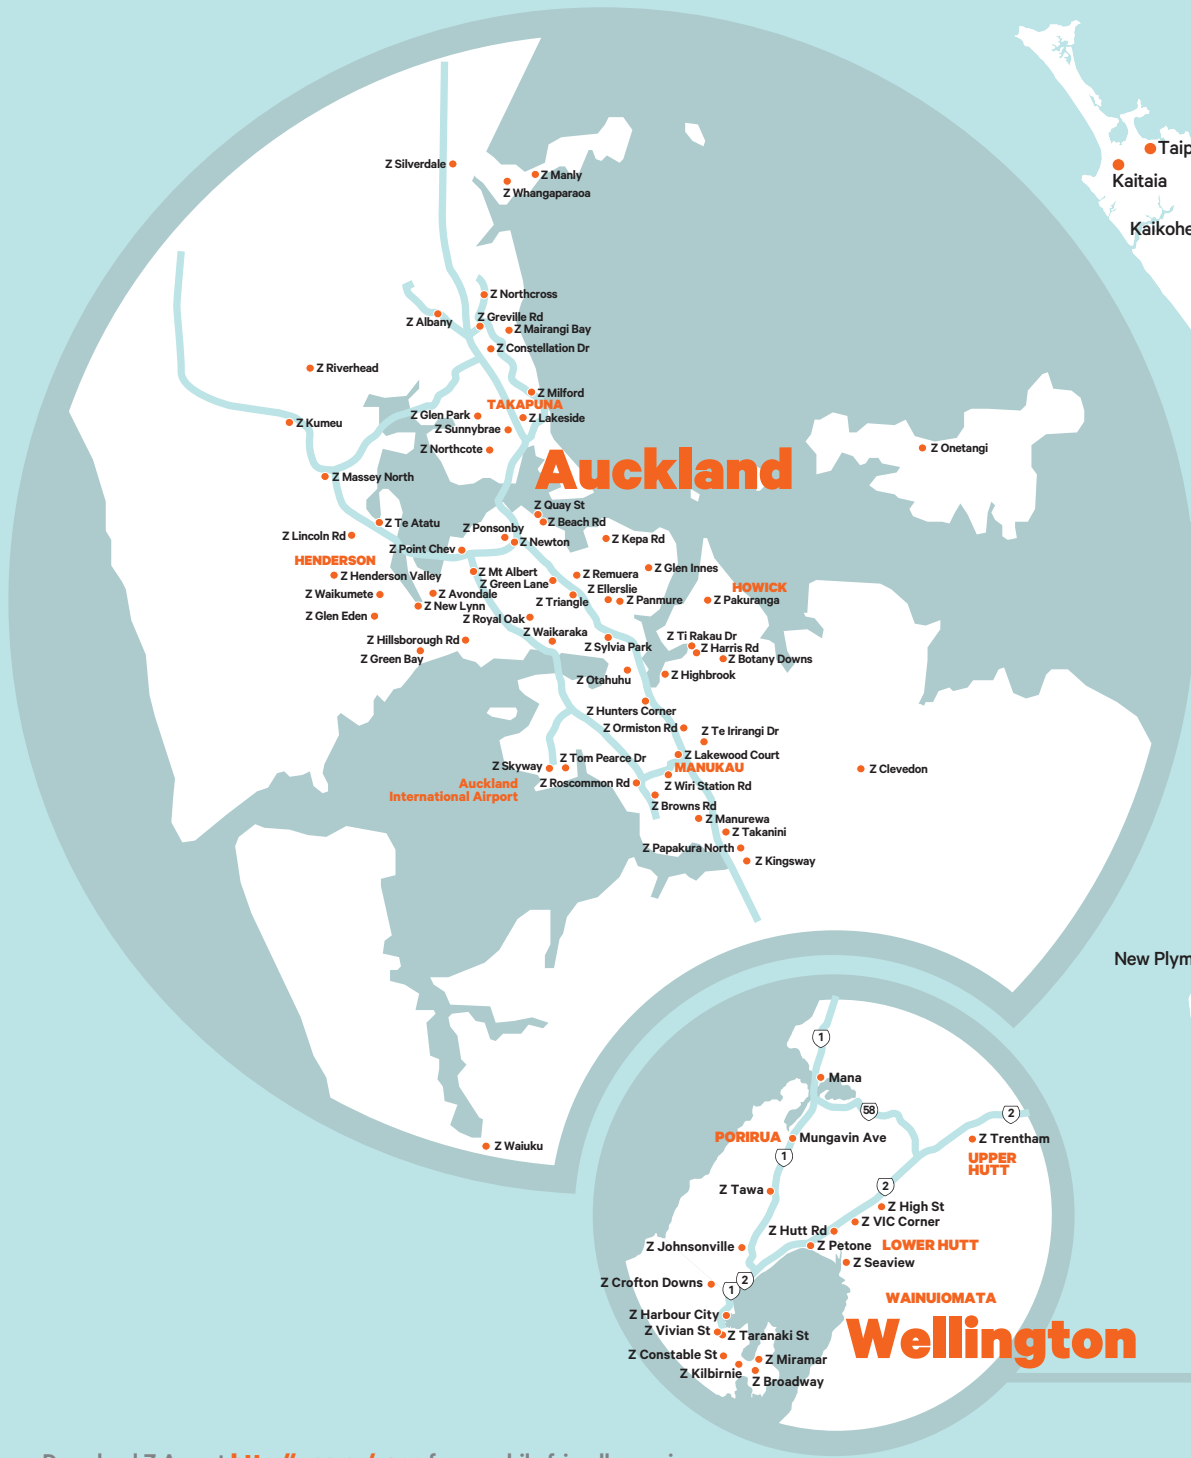 Z Silverdale
Z Manly
Z Whangaparaoa
Kaitaia
Kaikohe
Z Northcross
Z Albany
Z Greville Rd
Z Mairangi Bay
Z Constellation Dr
Z Riverhead
Z Milford
TAKAPUNA
Z Glen Park
Z Lakeside
Z Kumeu
Z Sunnybrae
Z Northcote
Z Onetangi
Auckland
Z Massey North
Z Quay St
Z Te Atatu
Z Beach Rd
Z Ponsonby
Z Lincoln Rd
Z Newton
Z Kepa Rd
Z Point Chev
HENDERSON
Z Henderson Valley
Z Mt Albert
Z Remuera
Z Glen Innes
Z Green Lane
Z Ellerslie
HOWICK
Z Waikumete
Z Avondale
Z Triangle
Z Panmure
Z Pakuranga
Z New Lynn
Z Glen Eden
Z Royal Oak
Z Waikaraka
Z Hillsborough Rd
Z Sylvia Park
Z Ti Rakau Dr
Z Harris Rd
Z Green Bay
Z Botany Downs
Z Otahuhu
Z Highbrook
Z Hunters Corner
Z Ormiston Rd
Z Te Irirangi Dr
Z Tom Pearce Dr
Z Lakewood Court
Z Skyway
MANUKAU
Z Clevedon
Auckland
International Airport
Z Roscommon Rd
Z Wiri Station Rd
Z Browns Rd
Z Manurewa
Z Takanini
Z Papakura North
Z Kingsway
New Plym
1
Mana
58
2
PORIRUA
Mungavin Ave
Z Trentham
1
UPPER
HUTT
Z Tawa
2
Z High St
Z VIC Corner
Z Hutt Rd
Z Johnsonville
Z Petone
LOWER HUTT
Z Seaview
Z Crofton Downs
2
1
WAINUIOMATA
Z Harbour City
Z Vivian St
Z Taranaki St
Wellington
Z Constable St
Z Miramar
Z Kilbirnie
Z Broadway
Z Waiuku